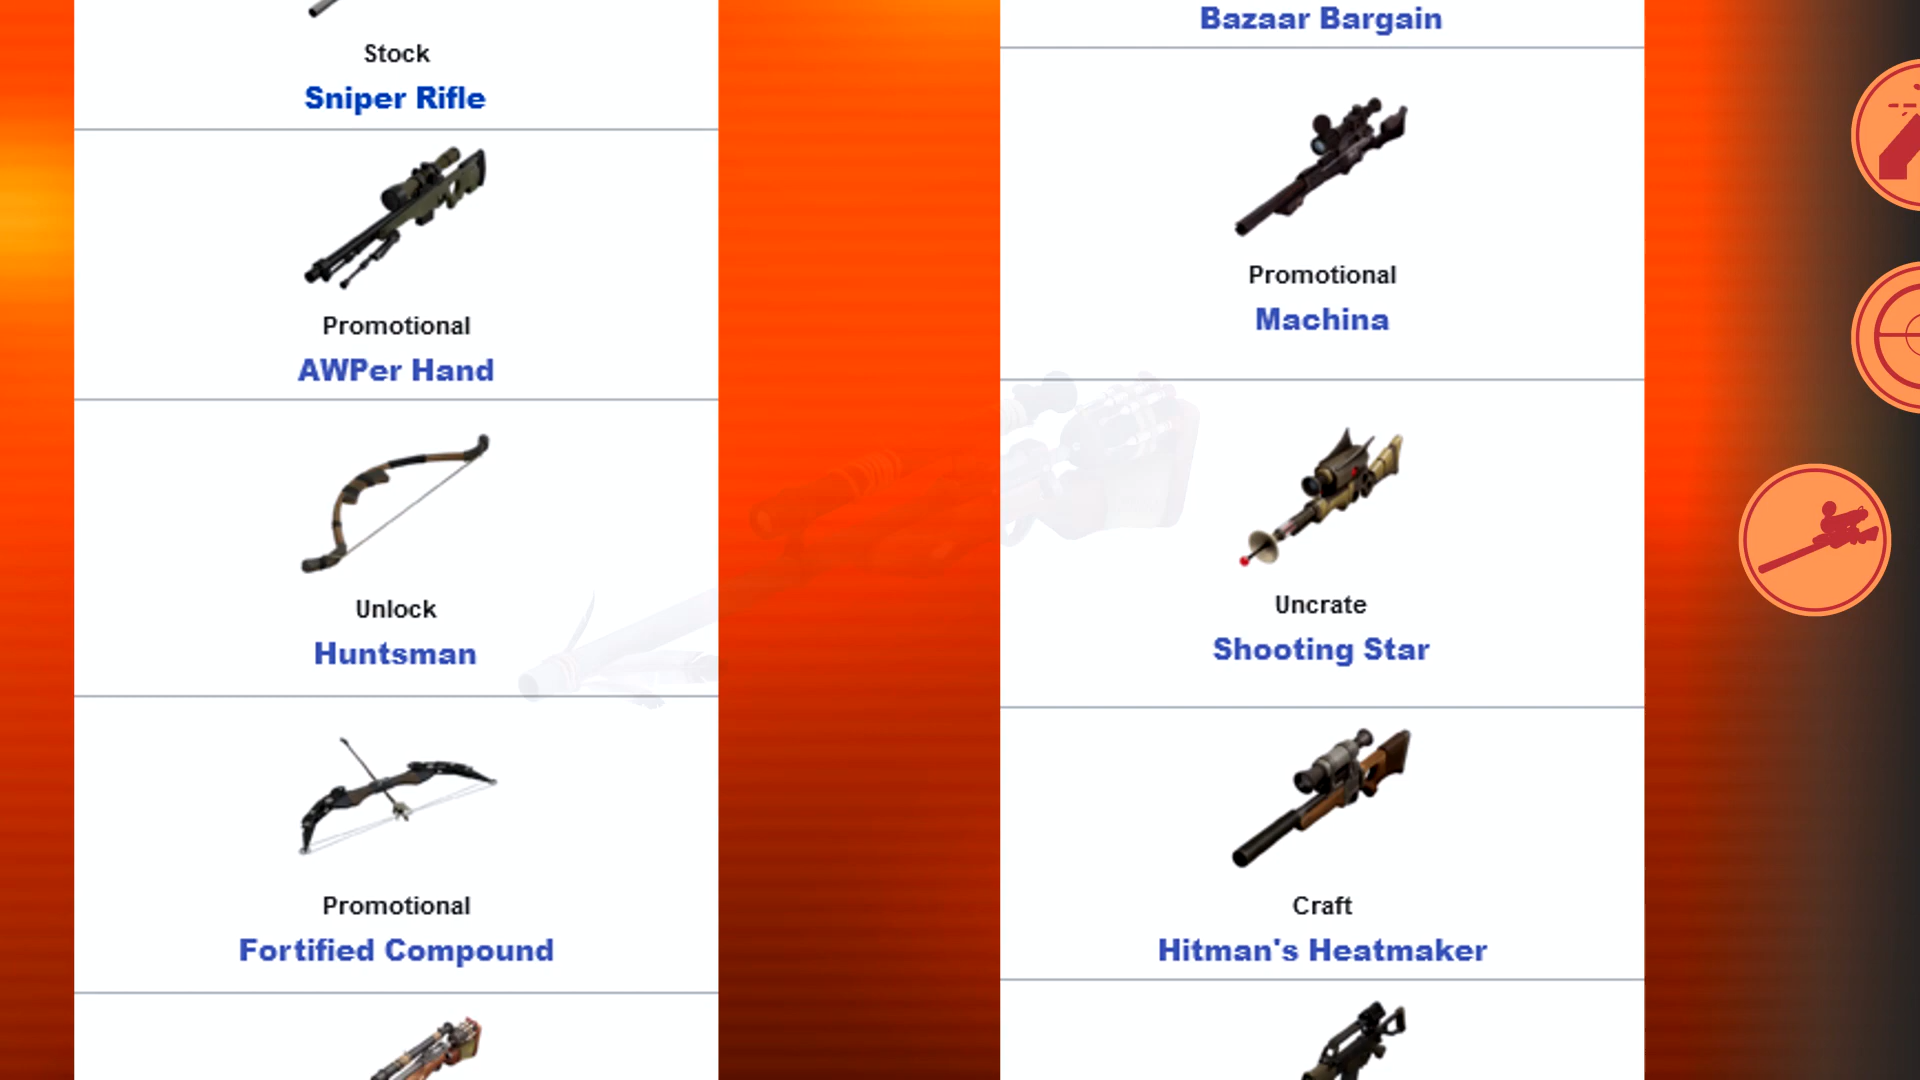 Stock
Sniper Rifle
Promotional
AWPer Hand
Unlock
Huntsman
Promotional
Fortified Compound
Bazaar Bargain
Promotional
Machina
Uncrate
Shooting Star
Craft
Hitman's Heatmaker